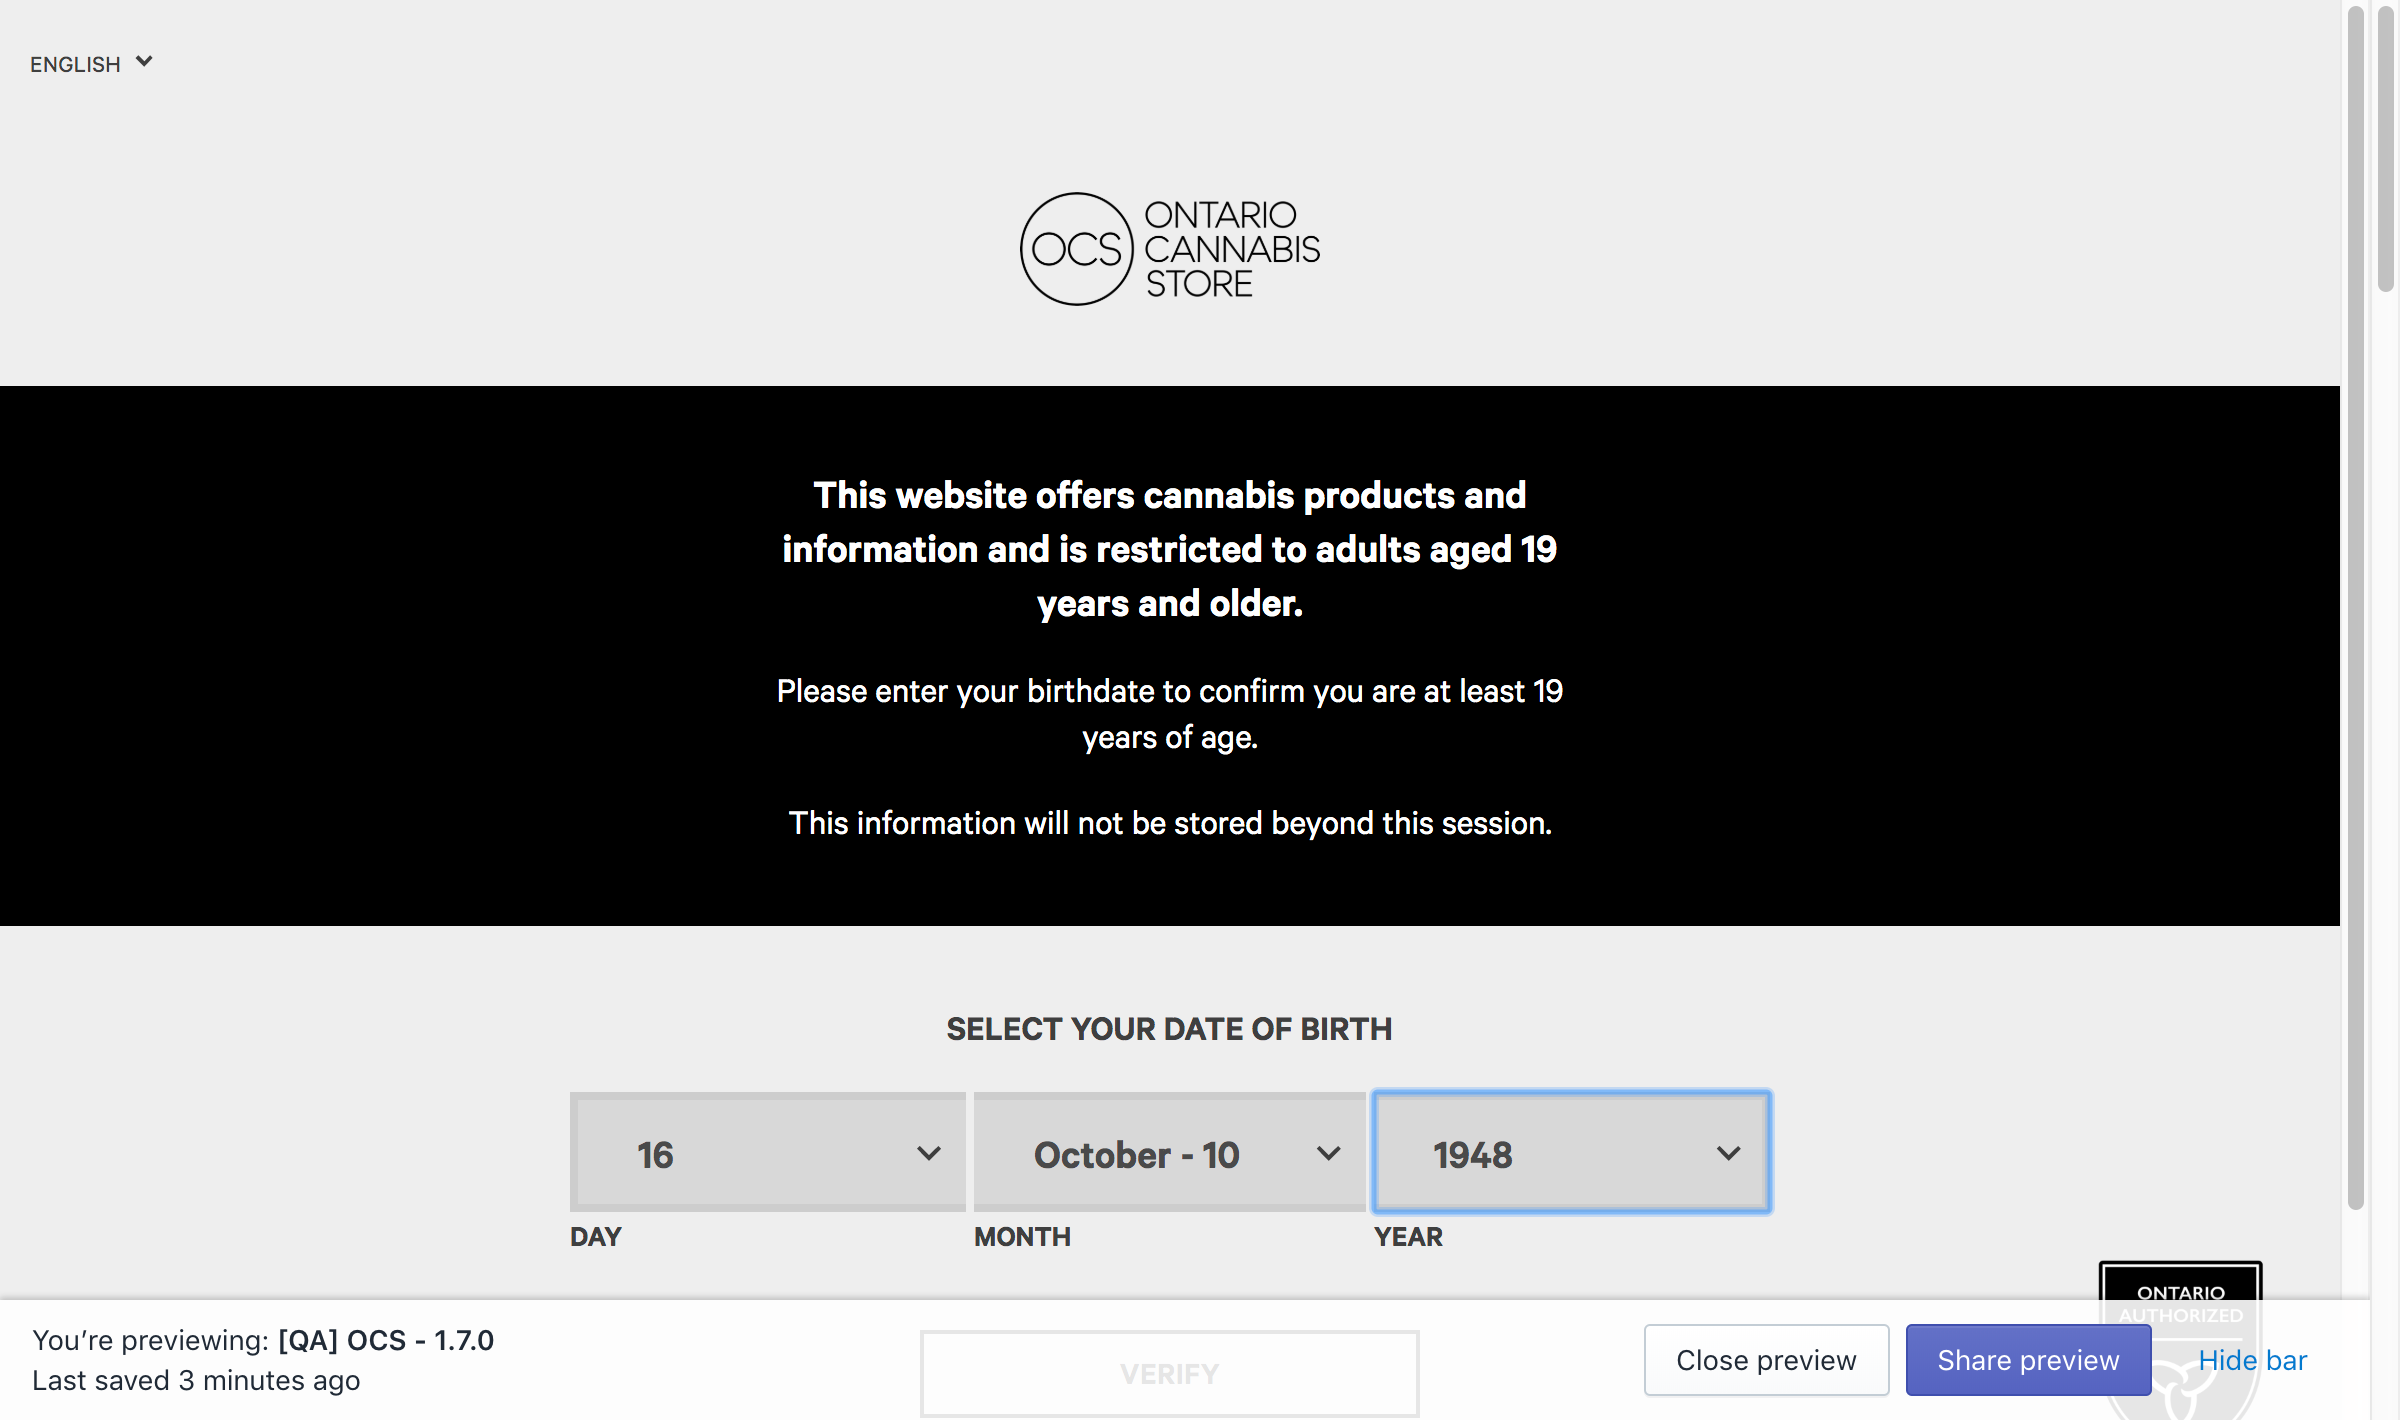 ENGLISH
OCS
ONTARIO
CANNABIS
STORE
This website offers cannabis products and
information and is restricted to adults aged 19
years and older.
Please enter your birthdate to confirm you are at least 19
years of age.
This information will not be stored beyond this session.
SELECT YOUR DATE OF BIRTH
16
October - 10
1948
DAY
MONTH
YEAR
ONTARIO
AUTHORIZED
You’re previewing: [QA] OCS - 1.7.0
Last saved 3 minutes ago
VERIFY
Close preview
Share preview
Hide bar